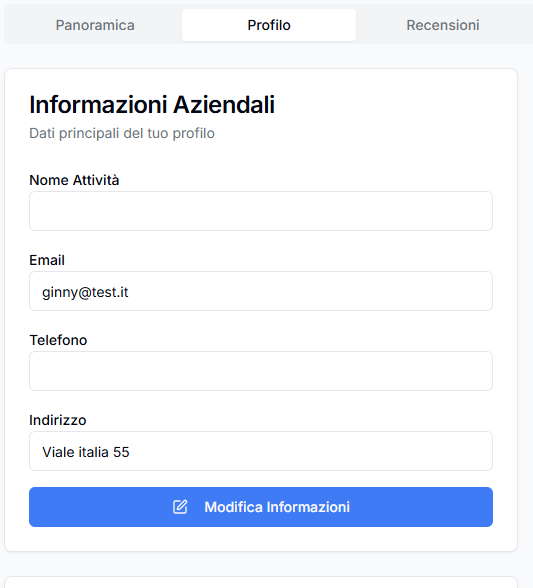 Panoramica
Profilo
Recensioni
Informazioni Aziendali
Dati principali del tuo profilo
Nome Attività
Email
ginny@test.it
Telefono
Indirizzo
Viale italia 55
Modifica Informazioni